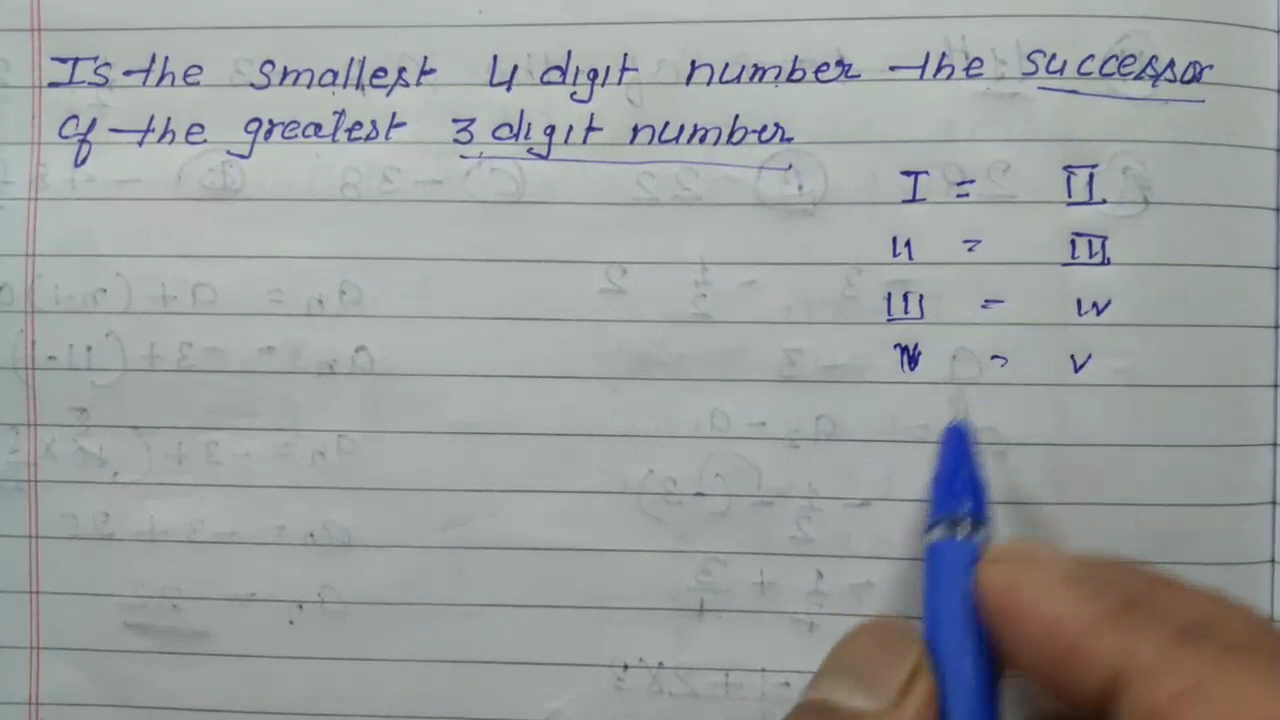 Is the smallest 4 digit number the successor
of the greatest 3 digit number
I = II
II = III
III = IV
IV = V